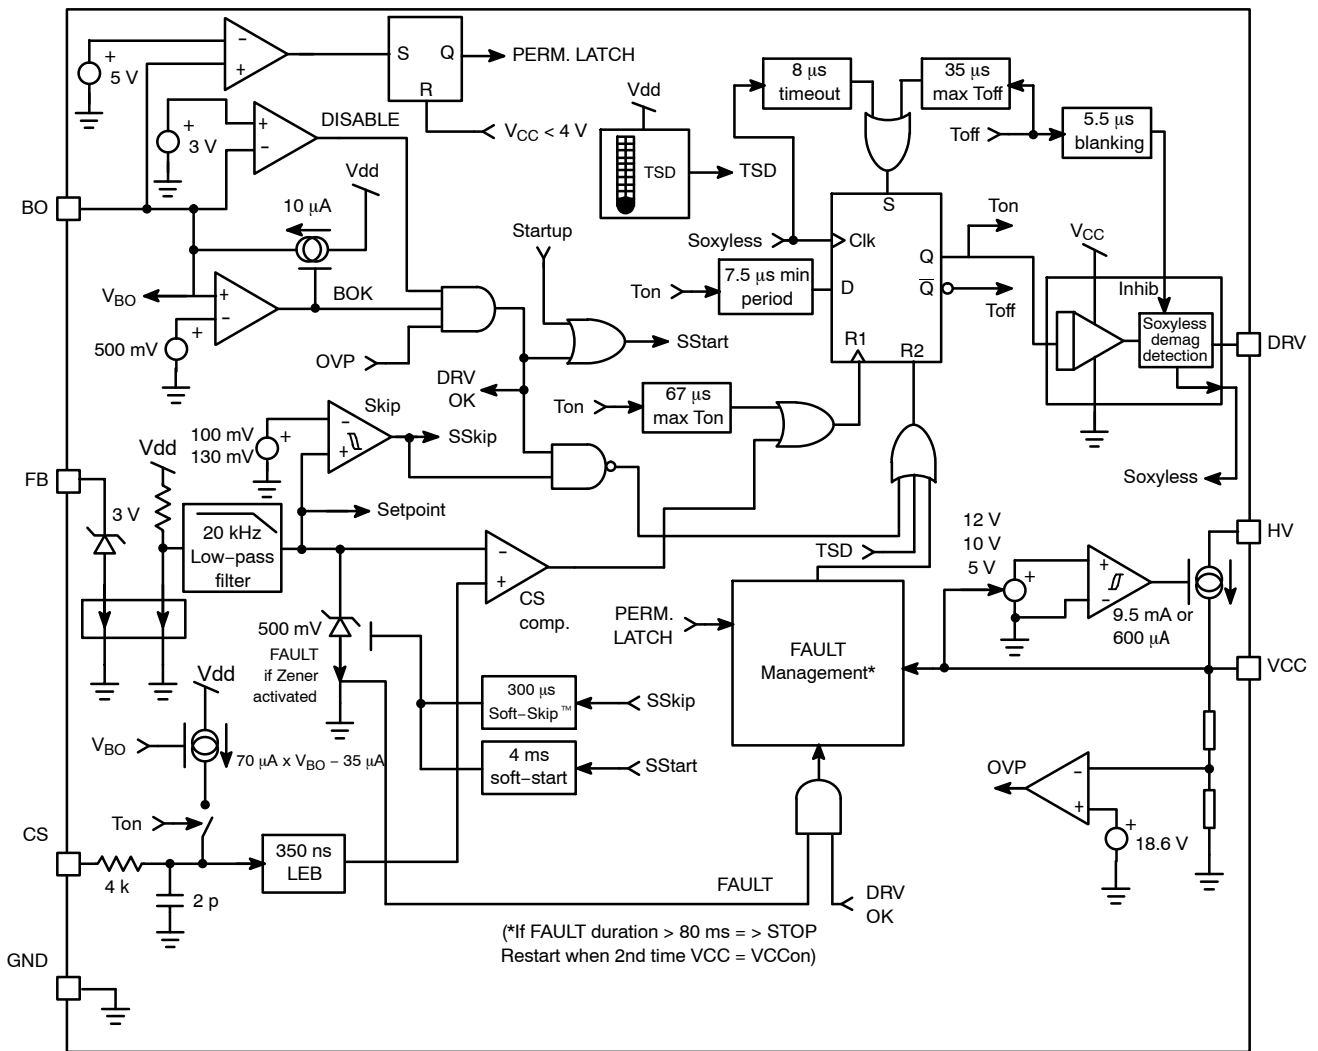 5 V
S
Q
R
PERM. LATCH
VCC < 4 V
3 V
DISABLE
Vdd
10 μA
BO
VBO
BOK
500 mV
OVP
Vdd
TSD
TSD
Startup
SStart
DRV
OK
8 μs
timeout
35 μs
max Toff
Toff
5.5 μs
blanking
Soxyless
Ton
7.5 μs min
period
S
Clk
D
Q
Q̅
R1
R2
Ton
Toff
VCC
Inhib
Soxyless
demag
detection
DRV
Soxyless
Ton
67 μs
max Ton
100 mV
130 mV
Skip
SSkip
Vdd
FB
3 V
20 kHz
Low−pass
filter
Setpoint
CS
comp.
TSD
500 mV
FAULT
if Zener
activated
PERM.
LATCH
FAULT
Management*
12 V
10 V
5 V
HV
9.5 mA or
600 μA
VCC
300 μs
Soft−Skip™
SSkip
4 ms
soft−start
SStart
Vdd
VBO
70 μA x VBO − 35 μA
Ton
CS
4 k
2 p
350 ns
LEB
OVP
18.6 V
FAULT
DRV
OK
(*If FAULT duration > 80 ms = > STOP
Restart when 2nd time VCC = VCCon)
GND